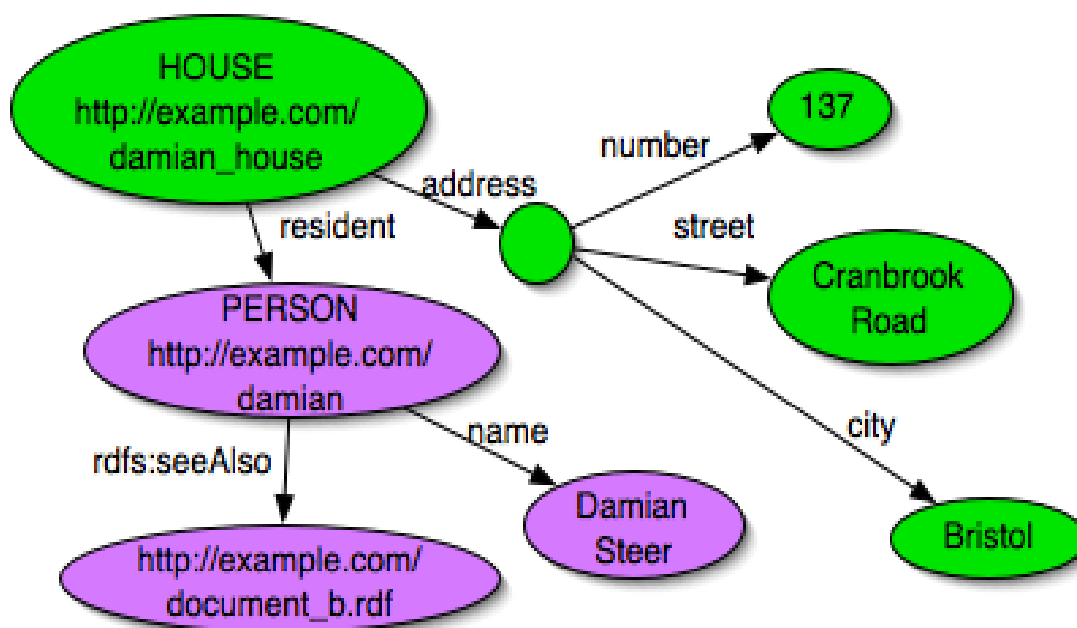 HOUSE
http://example.com/
damian_house
137
number
address
street
resident
Cranbrook
Road
PERSON
http://example.com/
damian
name
city
rdfs:seeAlso
Damian
Steer
Bristol
http://example.com/
document_b.rdf